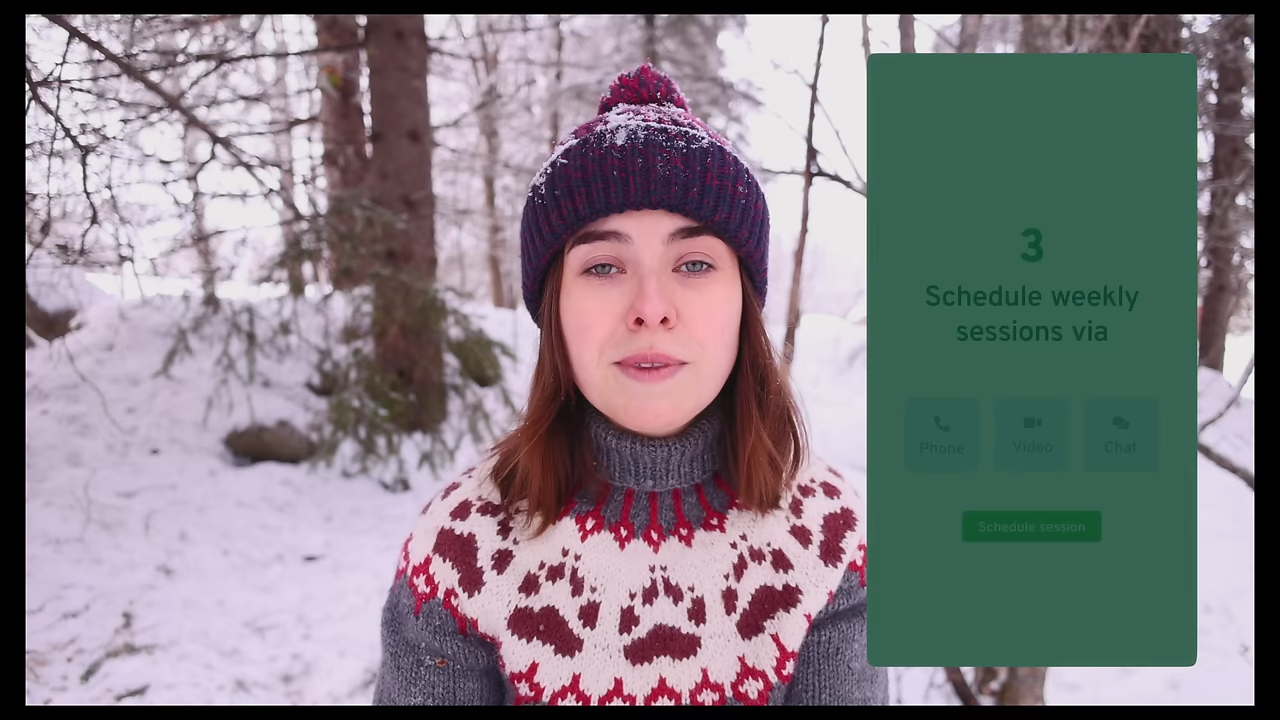 3
Schedule weekly
sessions via
Phone Video Chat
Schedule session